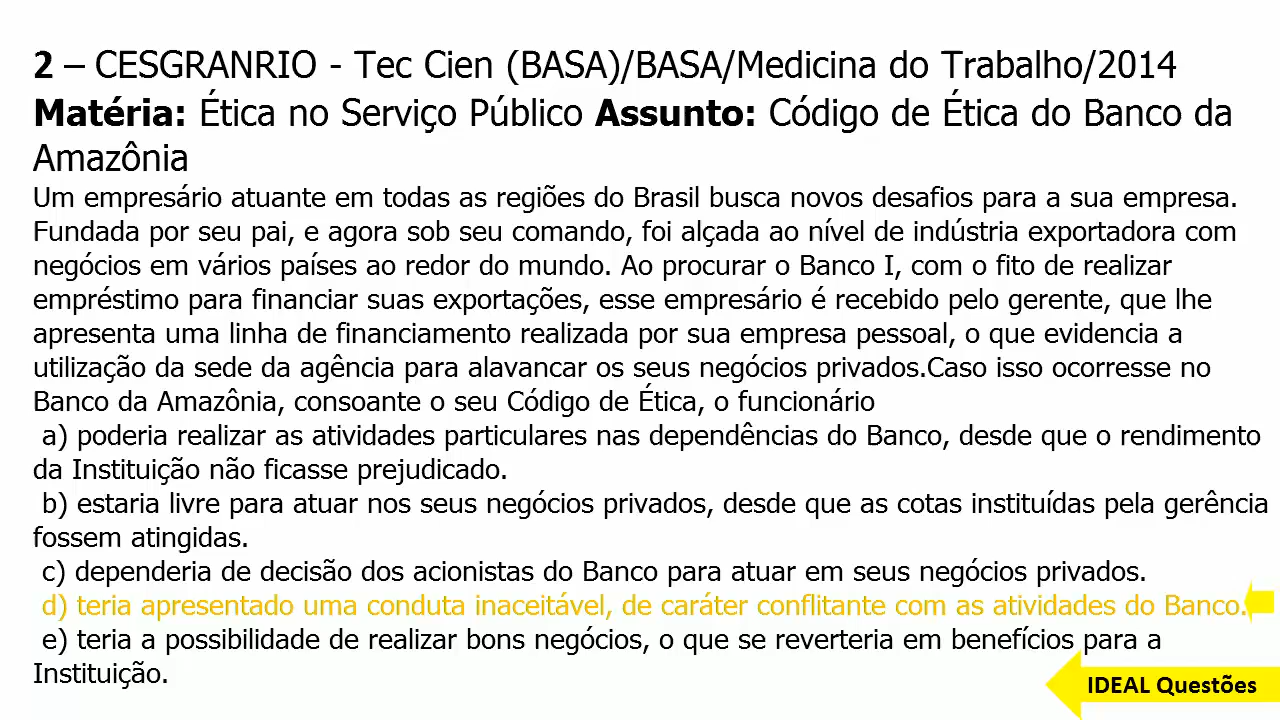 2 – CESGRANRIO - Tec Cien (BASA)/BASA/Medicina do Trabalho/2014
Matéria: Ética no Serviço Público Assunto: Código de Ética do Banco da
Amazônia
Um empresário atuante em todas as regiões do Brasil busca novos desafios para a sua empresa.
Fundada por seu pai, e agora sob seu comando, foi alçada ao nível de indústria exportadora com
negócios em vários países ao redor do mundo. Ao procurar o Banco I, com o fito de realizar
empréstimo para financiar suas exportações, esse empresário é recebido pelo gerente, que lhe
apresenta uma linha de financiamento realizada por sua empresa pessoal, o que evidencia a
utilização da sede da agência para alavancar os seus negócios privados.Caso isso ocorresse no
Banco da Amazônia, consoante o seu Código de Ética, o funcionário
a) poderia realizar as atividades particulares nas dependências do Banco, desde que o rendimento
da Instituição não ficasse prejudicado.
b) estaria livre para atuar nos seus negócios privados, desde que as cotas instituídas pela gerência
fossem atingidas.
c) dependeria de decisão dos acionistas do Banco para atuar em seus negócios privados.
d) teria apresentado uma conduta inaceitável, de caráter conflitante com as atividades do Banco.
e) teria a possibilidade de realizar bons negócios, o que se reverteria em benefícios para a
Instituição.
IDEAL Questões